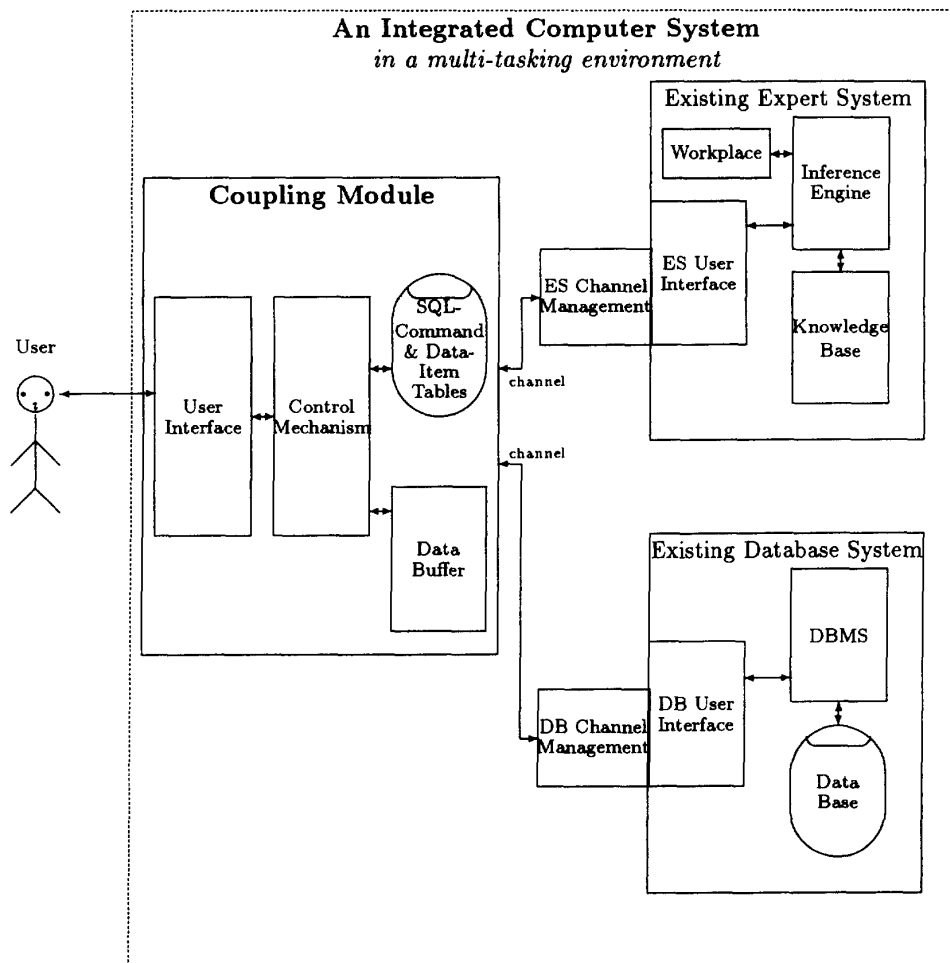 An Integrated Computer System
in a multi-tasking environment
Existing Expert System
Workplace
Inference
Engine
Coupling Module
ES User
Interface
ES Channel
Management
Knowledge
Base
SQL-
Command
& Data-
Item
Tables
channel
User
User
Interface
Control
Mechanism
channel
Data
Buffer
Existing Database System
DBMS
DB User
Interface
DB Channel
Management
Data
Base